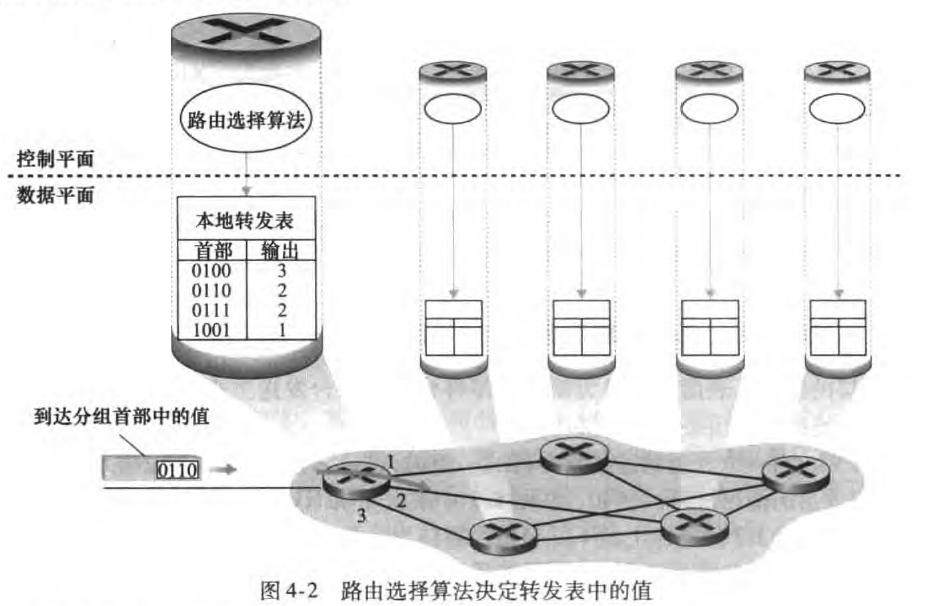 路由选择算法
控制平面
数据平面
本地转发表
首部 输出
0100 3
0110 2
0111 2
1001 1
到达分组首部中的值
0110
1
2
3
图4-2 路由选择算法决定转发表中的值